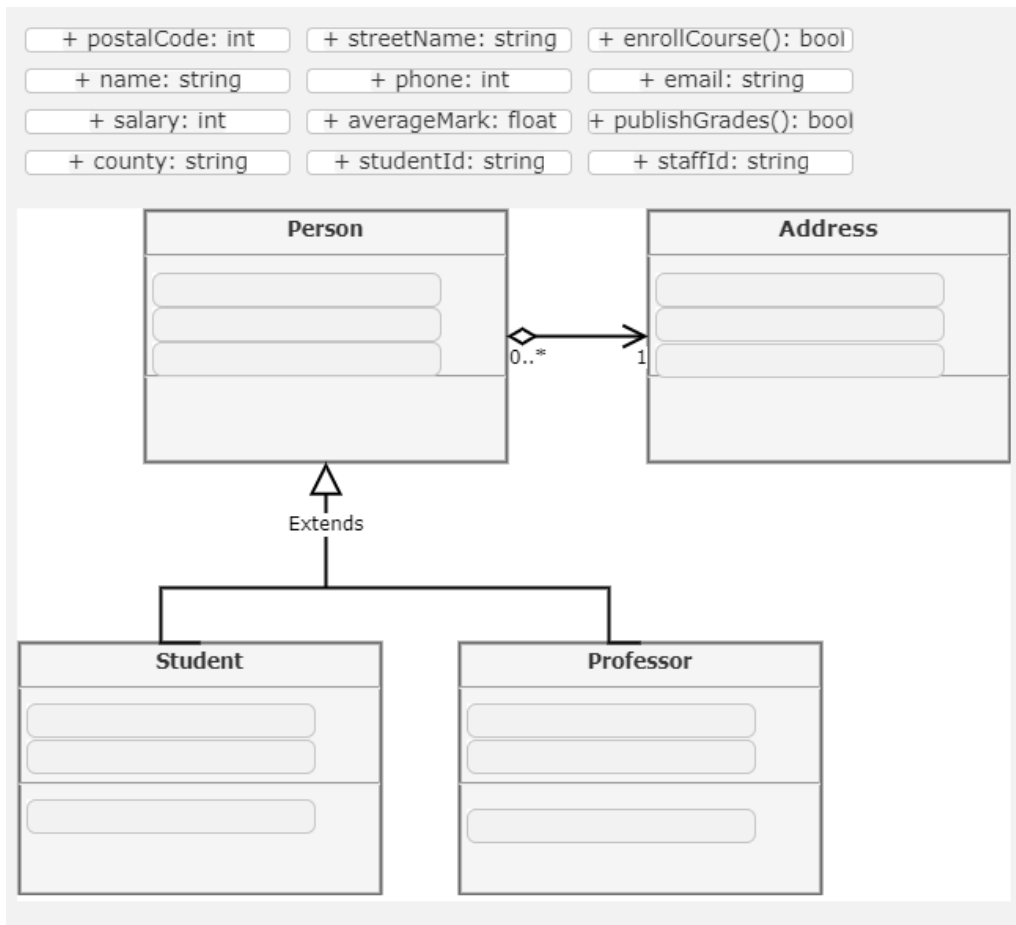 + postalCode: int + streetName: string + enrollCourse(): bool
+ name: string + phone: int + email: string
+ salary: int + averageMark: float + publishGrades(): bool
+ county: string + studentId: string + staffId: string
Person Address
0..* 1
Extends
Student Professor